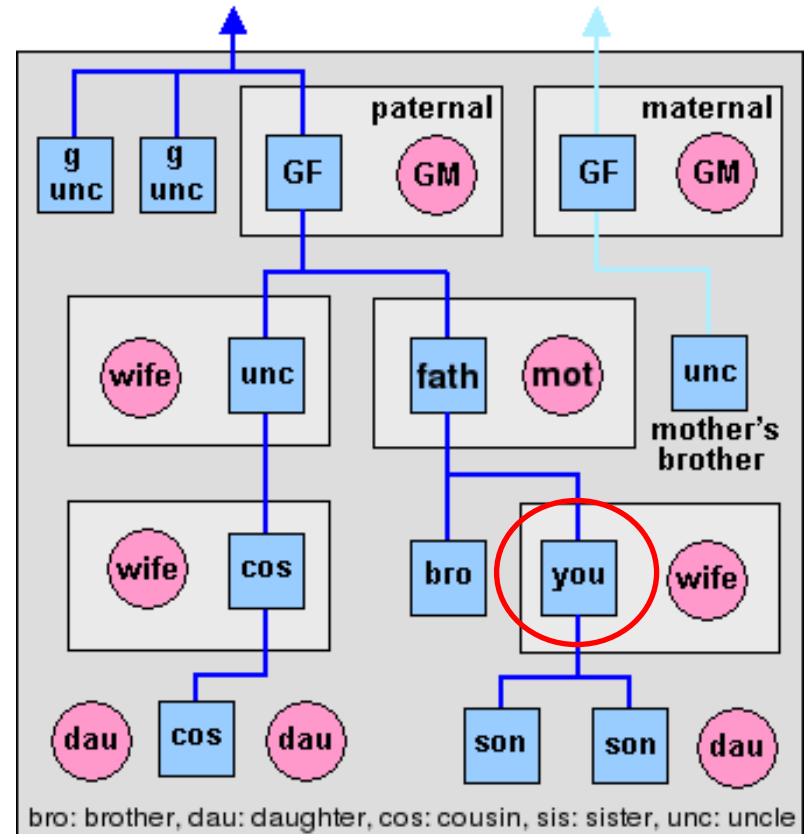 paternal
maternal
g unc
g unc
GF
GM
GF
GM
wife
unc
fath
mot
unc
mother's
brother
wife
cos
bro
you
wife
dau
cos
dau
son
son
dau
bro: brother, dau: daughter, cos: cousin, sis: sister, unc: uncle